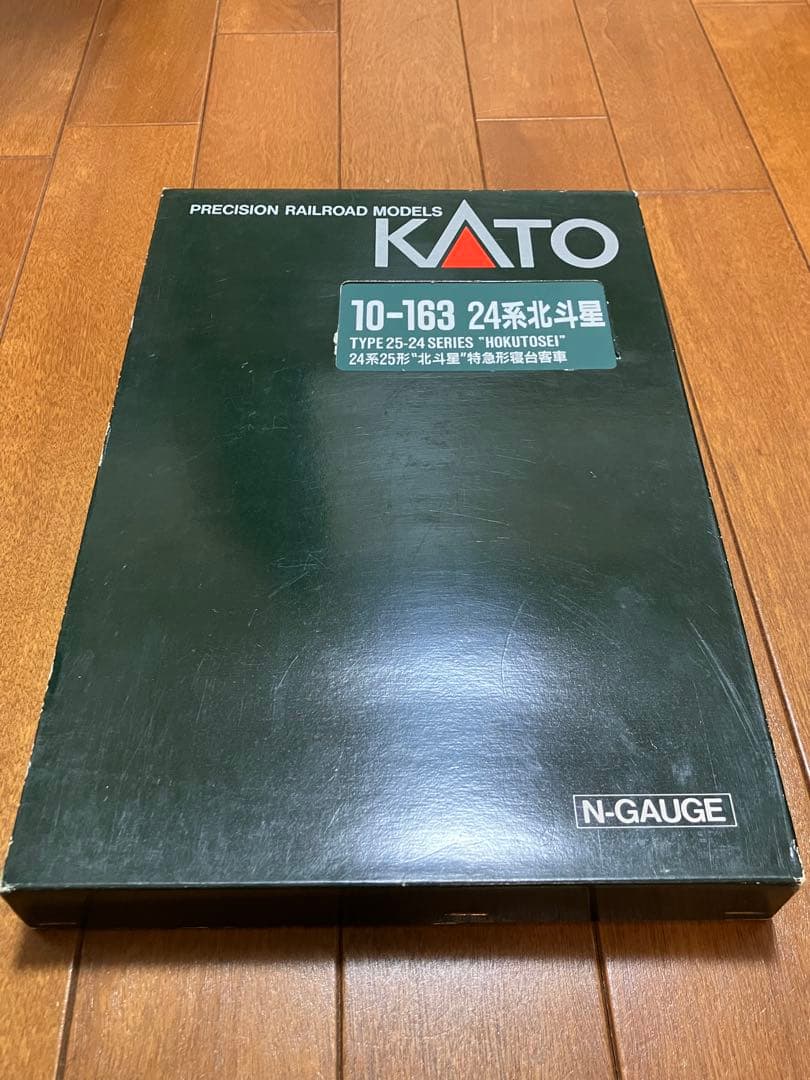 PRECISION RAILROAD MODELS
KATO
10-163 24系北斗星
TYPE 25-24 SERIES "HOKUTOSEI"
24系25形"北斗星"特急形寝台客車
N-GAUGE